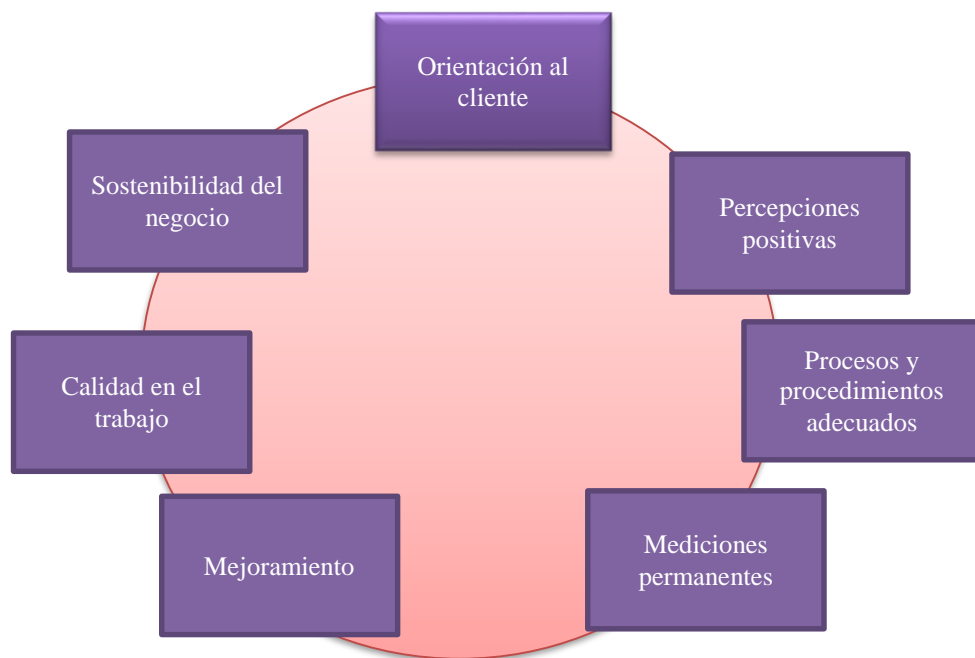 Orientación al
cliente
Sostenibilidad del
negocio
Percepciones
positivas
Calidad en el
trabajo
Procesos y
procedimientos
adecuados
Mejoramiento
Mediciones
permanentes